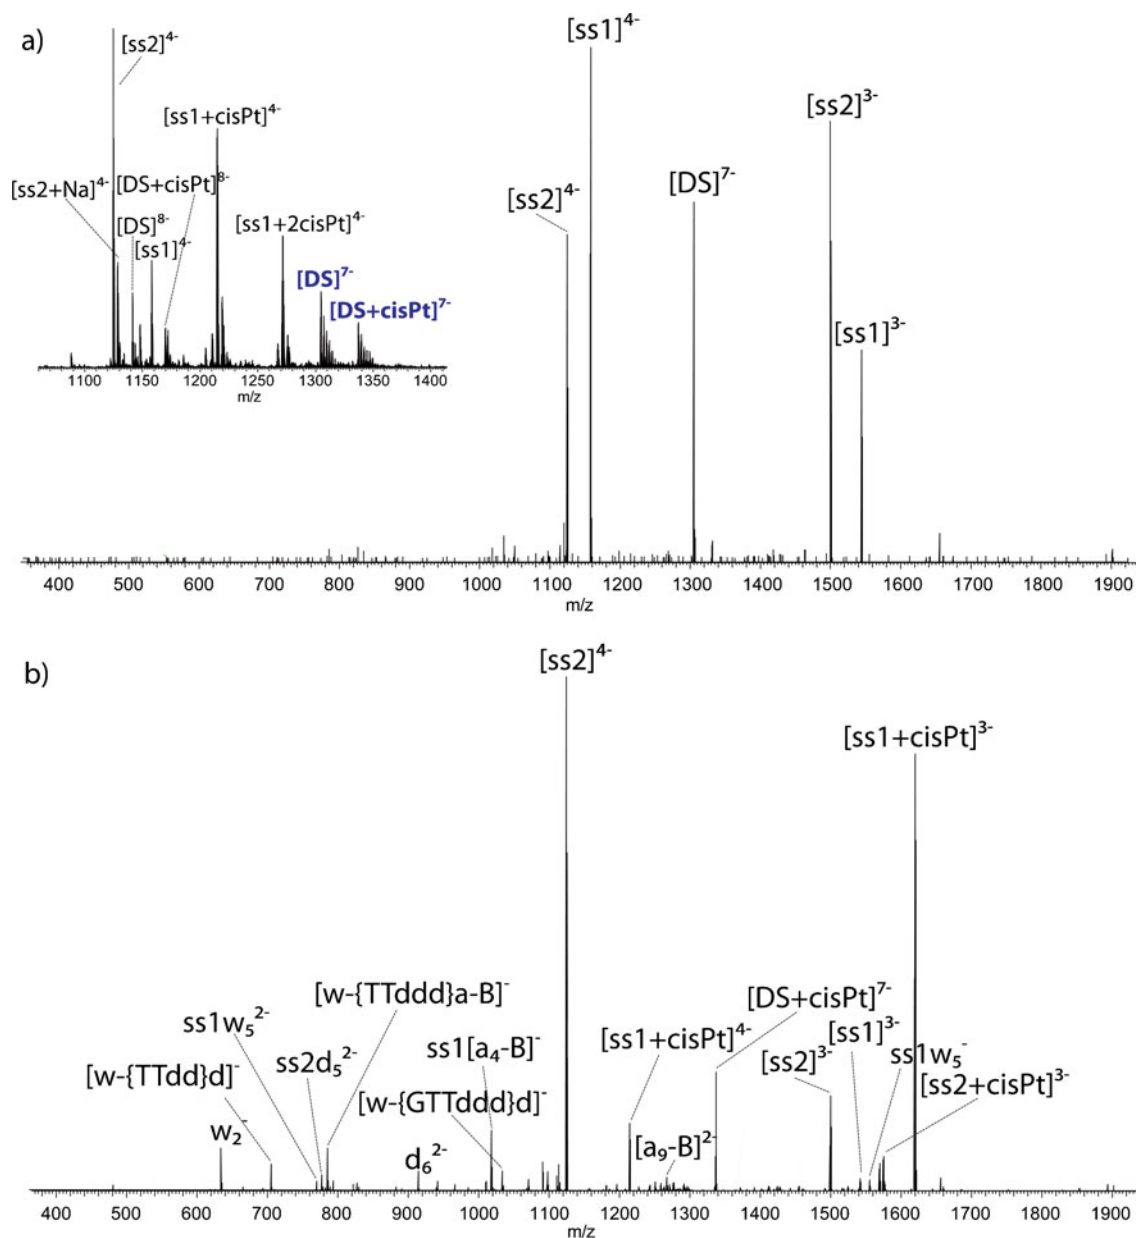 a)
[ss1]⁴⁻
[ss2]⁴⁻
[ss2]³⁻
[ss1+cisPt]⁴⁻
[DS]⁷⁻
[ss2+Na]⁴⁻
[DS+cisPt]⁸⁻
[ss2]⁴⁻
[DS]⁸⁻
[ss1+2cisPt]⁴⁻
[ss1]⁴⁻
[DS]⁷⁻
[DS+cisPt]⁷⁻
[ss1]³⁻
1100 1150 1200 1250 1300 1350 1400
m/z
400 500 600 700 800 900 1000 1100 1200 1300 1400 1500 1600 1700 1800 1900
m/z
b)
[ss2]⁴⁻
[ss1+cisPt]³⁻
[w-{TTddd}a-B]⁻
[DS+cisPt]⁷⁻
ss1w₅²⁻
ss1[a₄-B]⁻
[ss1+cisPt]⁴⁻
[ss1]³⁻
ss2d₅²⁻
[ss2]³⁻
ss1w₅⁻
[w-{TTdd}d]⁻
[w-{GTTddd}d]⁻
[ss2+cisPt]³⁻
w₂⁻
d₆²⁻
[a₉-B]²⁻
400 500 600 700 800 900 1000 1100 1200 1300 1400 1500 1600 1700 1800 1900
m/z